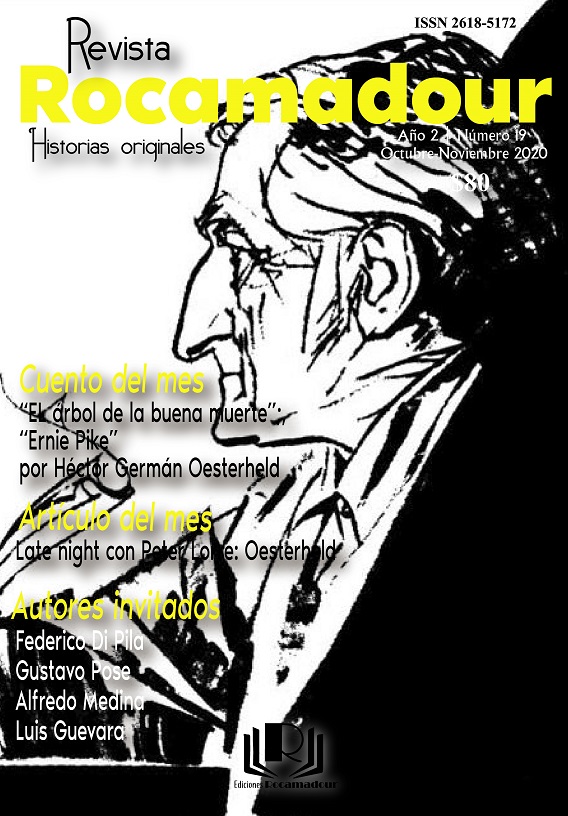 ISSN 2618-5172
Revista
Rocamadour
Historias originales
Año 2 | Número 19
Octubre-Noviembre 2020
$80
Cuento del mes
“EL árbol de la buena muerte”;
“Ernie Pike”
por Héctor Germán Oesterheld
Artículo del mes
Late night con Peter Lorre: Oesterheld
Autores invitados
Federico Di Pila
Gustavo Pose
Alfredo Medina
Luis Guevara
R
Ediciones Rocamadour